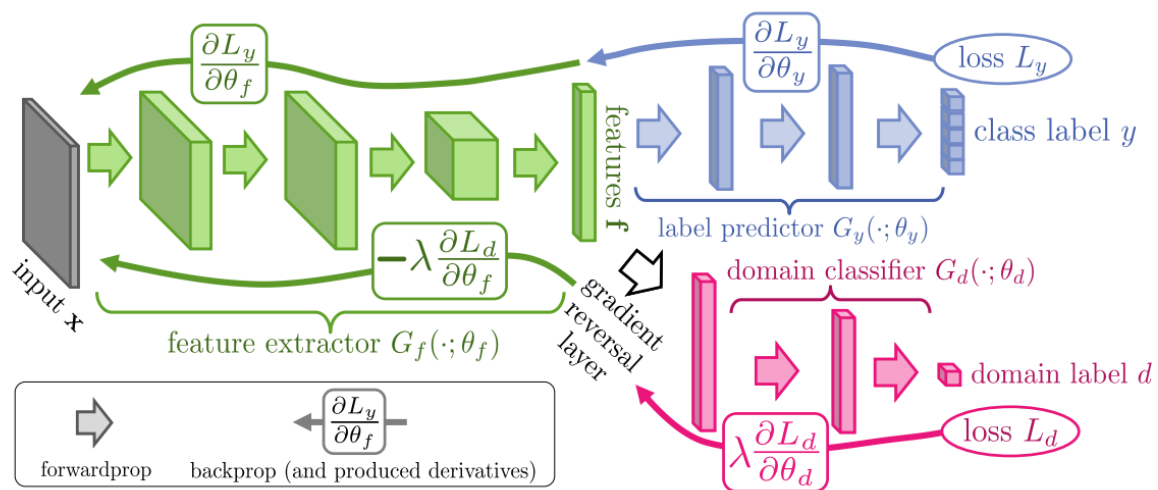 ∂L_y/∂θ_f
∂L_y/∂θ_y
loss L_y
features f
class label y
label predictor G_y(·; θ_y)
input x
−λ ∂L_d/∂θ_f
feature extractor G_f(·; θ_f)
gradient
reversal
layer
domain classifier G_d(·; θ_d)
domain label d
λ ∂L_d/∂θ_d
loss L_d
forwardprop
∂L_y/∂θ_f
backprop (and produced derivatives)